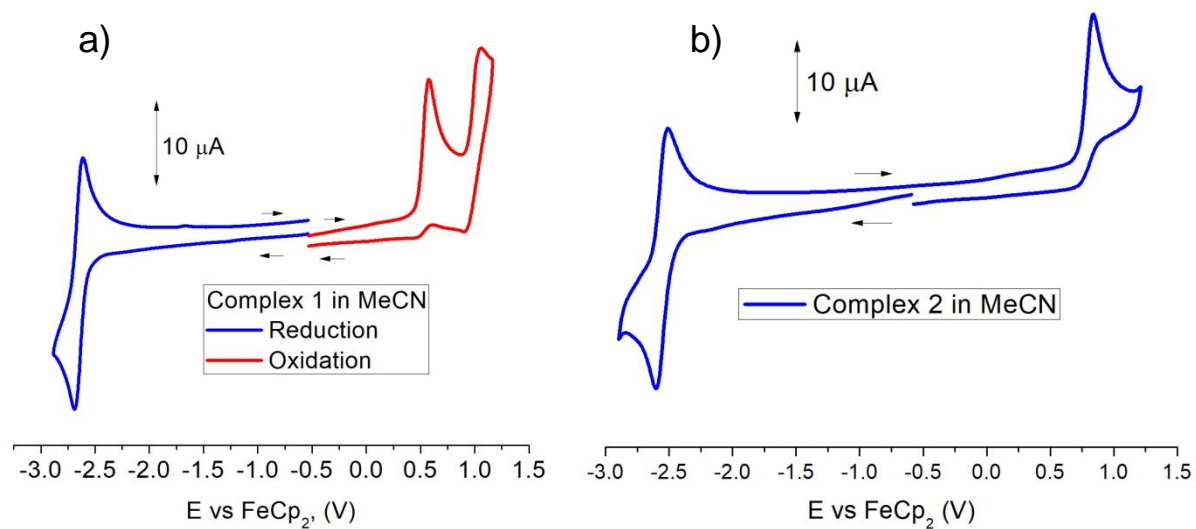 a)
10 μA
Complex 1 in MeCN
Reduction
Oxidation
-3.0 -2.5 -2.0 -1.5 -1.0 -0.5 0.0 0.5 1.0 1.5
E vs FeCp₂, (V)
b)
10 μA
Complex 2 in MeCN
-3.0 -2.5 -2.0 -1.5 -1.0 -0.5 0.0 0.5 1.0 1.5
E vs FeCp₂ (V)